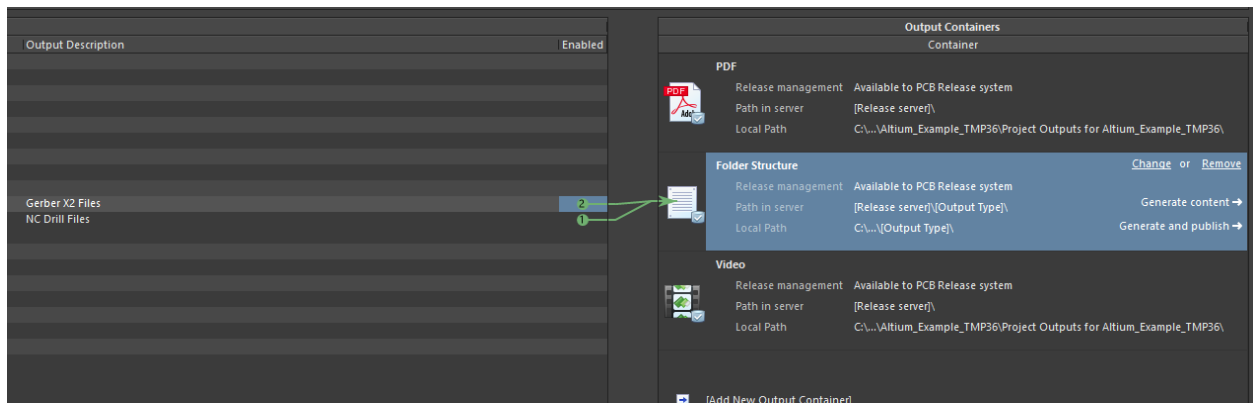 Output Description Enabled
Gerber X2 Files 2
NC Drill Files 1
Output Containers
Container
PDF
Release management Available to PCB Release system
Path in server [Release server]\
Local Path C:\...\Altium_Example_TMP36\Project Outputs for Altium_Example_TMP36\
PDF
Adob
Folder Structure Change or Remove
Release management Available to PCB Release system
Path in server [Release server]\[Output Type]\ Generate content →
Local Path C:\...\[Output Type]\ Generate and publish →
Video
Release management Available to PCB Release system
Path in server [Release server]\
Local Path C:\...\Altium_Example_TMP36\Project Outputs for Altium_Example_TMP36\
[Add New Output Container]